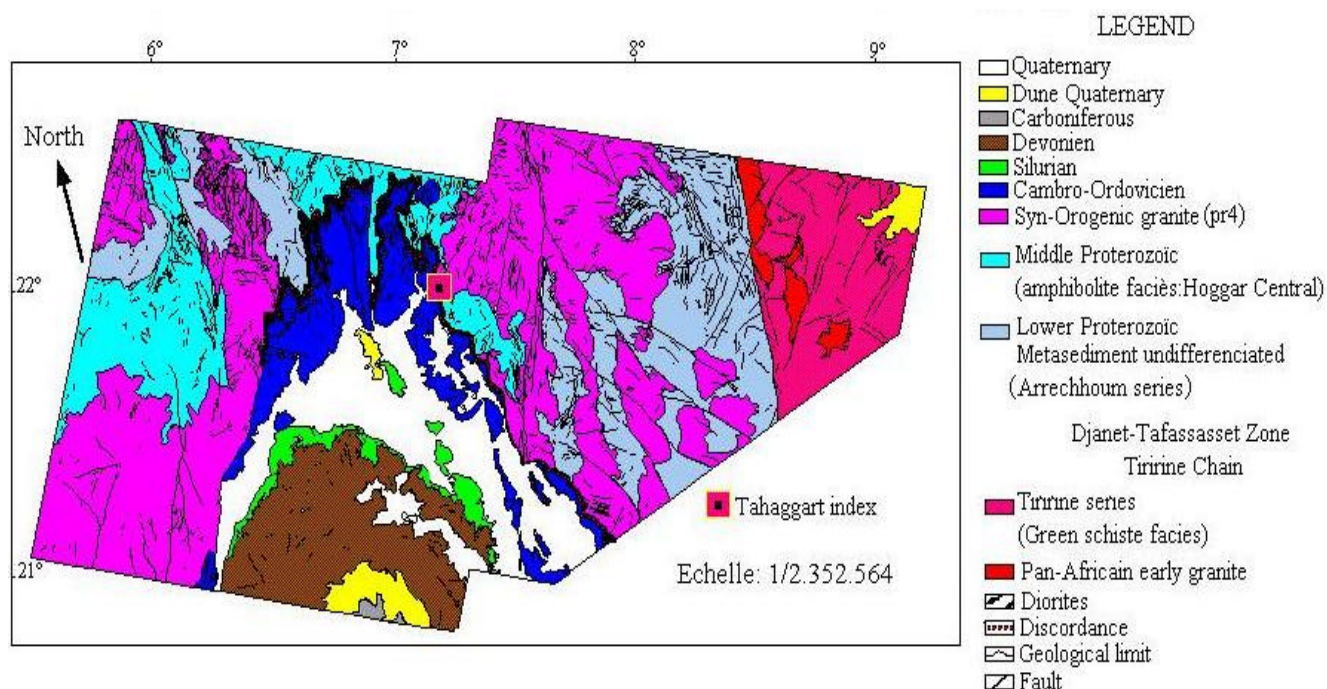 6°
7°
8°
9°
North
22°
21°
Tahaggart index
Echelle: 1/2.352.564
LEGEND
Quaternary
Dune Quaternary
Carboniferous
Devonien
Silurian
Cambro-Ordovicien
Syn-Orogenic granite (pr4)
Middle Proterozoïc
(amphibolite faciès:Hoggar Central)
Lower Proterozoïc
Metasediment undifferenciated
(Arrechhoum series)
Djanet-Tafassasset Zone
Tiririne Chain
Tiririne series
(Green schiste facies)
Pan-African early granite
Diorites
Discordance
Geological limit
Fault